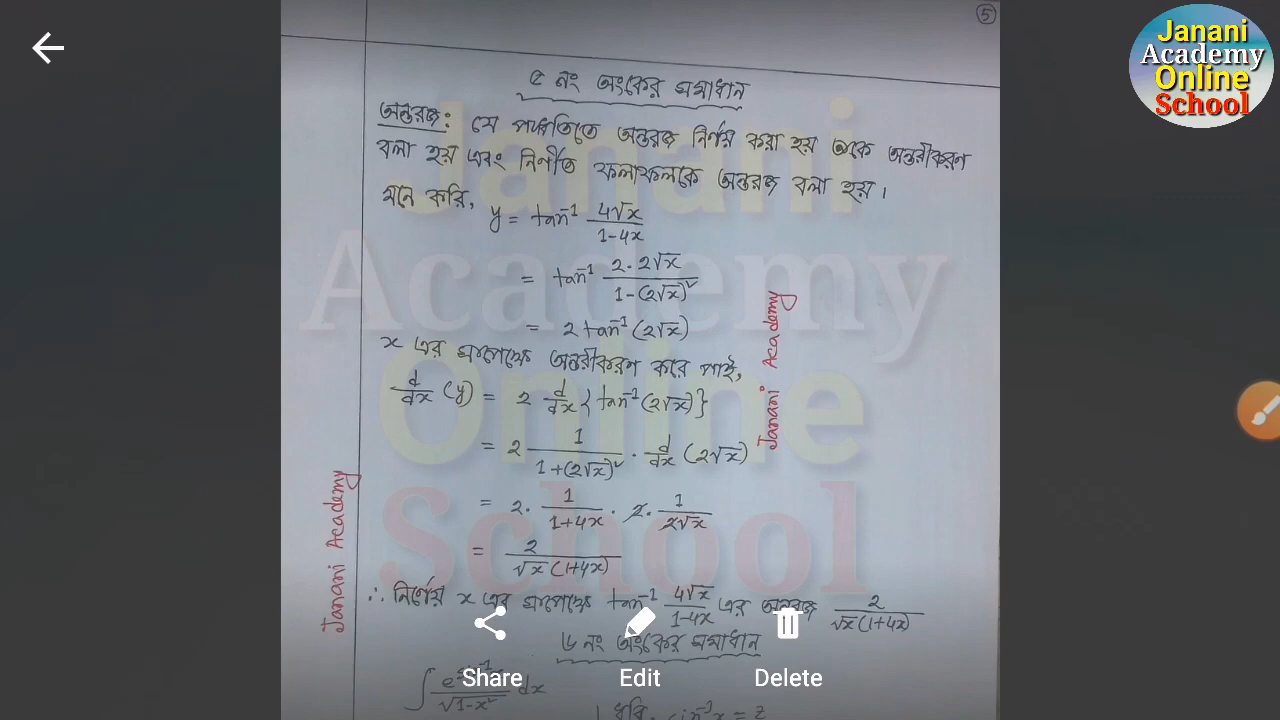 5
Janani
Academy
Online
School
৫ নং অংকের সমাধান
অন্তরজ: যে পদ্ধতিতে অন্তরজ নির্ণয় করা হয় তাকে অন্তরীকরণ
বলা হয় এবং নির্ণীত ফলাফলকে অন্তরজ বলা হয়।
মনে করি, y = tan⁻¹ 4√x / 1-4x
= tan⁻¹ 2·2√x / 1-(2√x)²
= 2 tan⁻¹ (2√x)
x এর সাপেক্ষে অন্তরীকরণ করে পাই,
d/dx (y) = 2 d/dx { tan⁻¹ (2√x) }
= 2 1 / 1+(2√x)² · d/dx (2√x)
= 2· 1 / 1+4x · 2· 1 / 2√x
= 2 / √x (1+4x)
∴ নির্ণেয় x এর সাপেক্ষে tan⁻¹ 4√x / 1-4x এর অন্তরজ 2 / √x (1+4x)
৬ নং অংকের সমাধান
dx
ধরি, sin⁻¹x = z
Janani Academy
Janani Academy
Janani
Academy
Online
School
Share
Edit
Delete